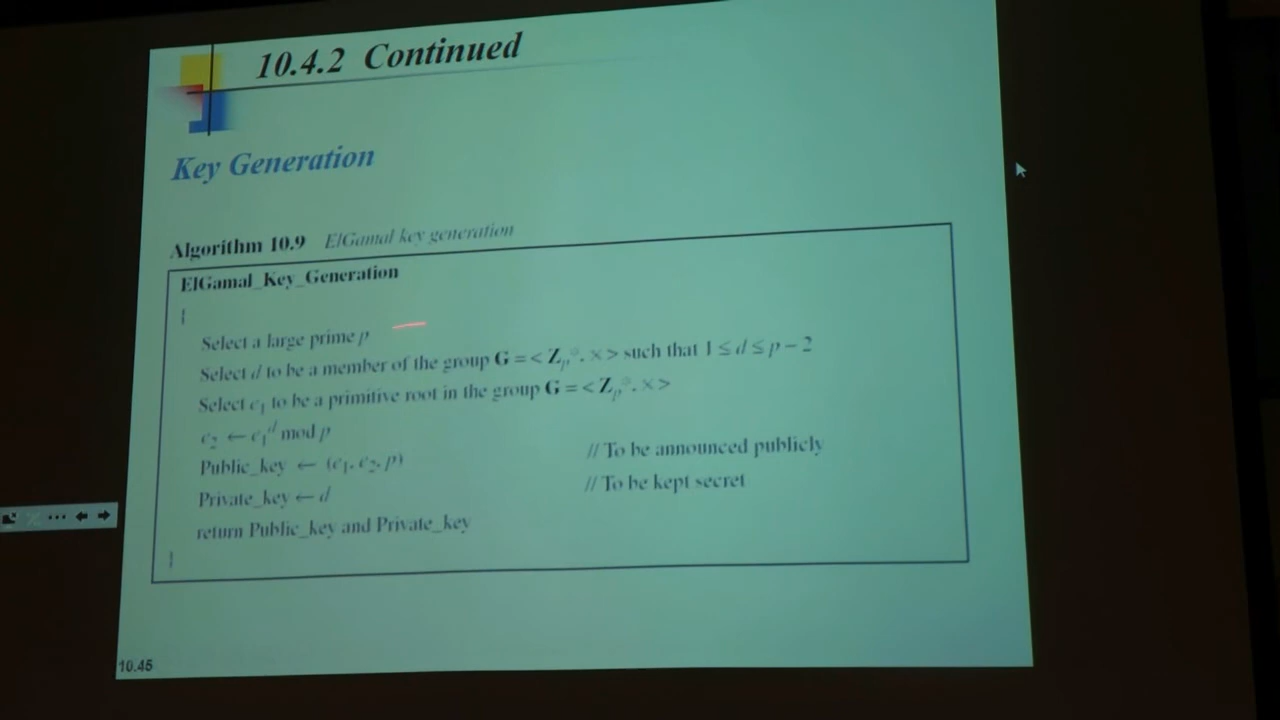 10.4.2 Continued
Key Generation
Algorithm 10.9 ElGamal key generation
ElGamal_Key_Generation
{
Select a large prime p
Select d to be a member of the group G = < Zp*, × > such that 1 ≤ d ≤ p − 2
Select e1 to be a primitive root in the group G = < Zp*, × >
e2 ← e1^d mod p
Public_key ← (e1, e2, p) // To be announced publicly
Private_key ← d // To be kept secret
return Public_key and Private_key
}
10.45